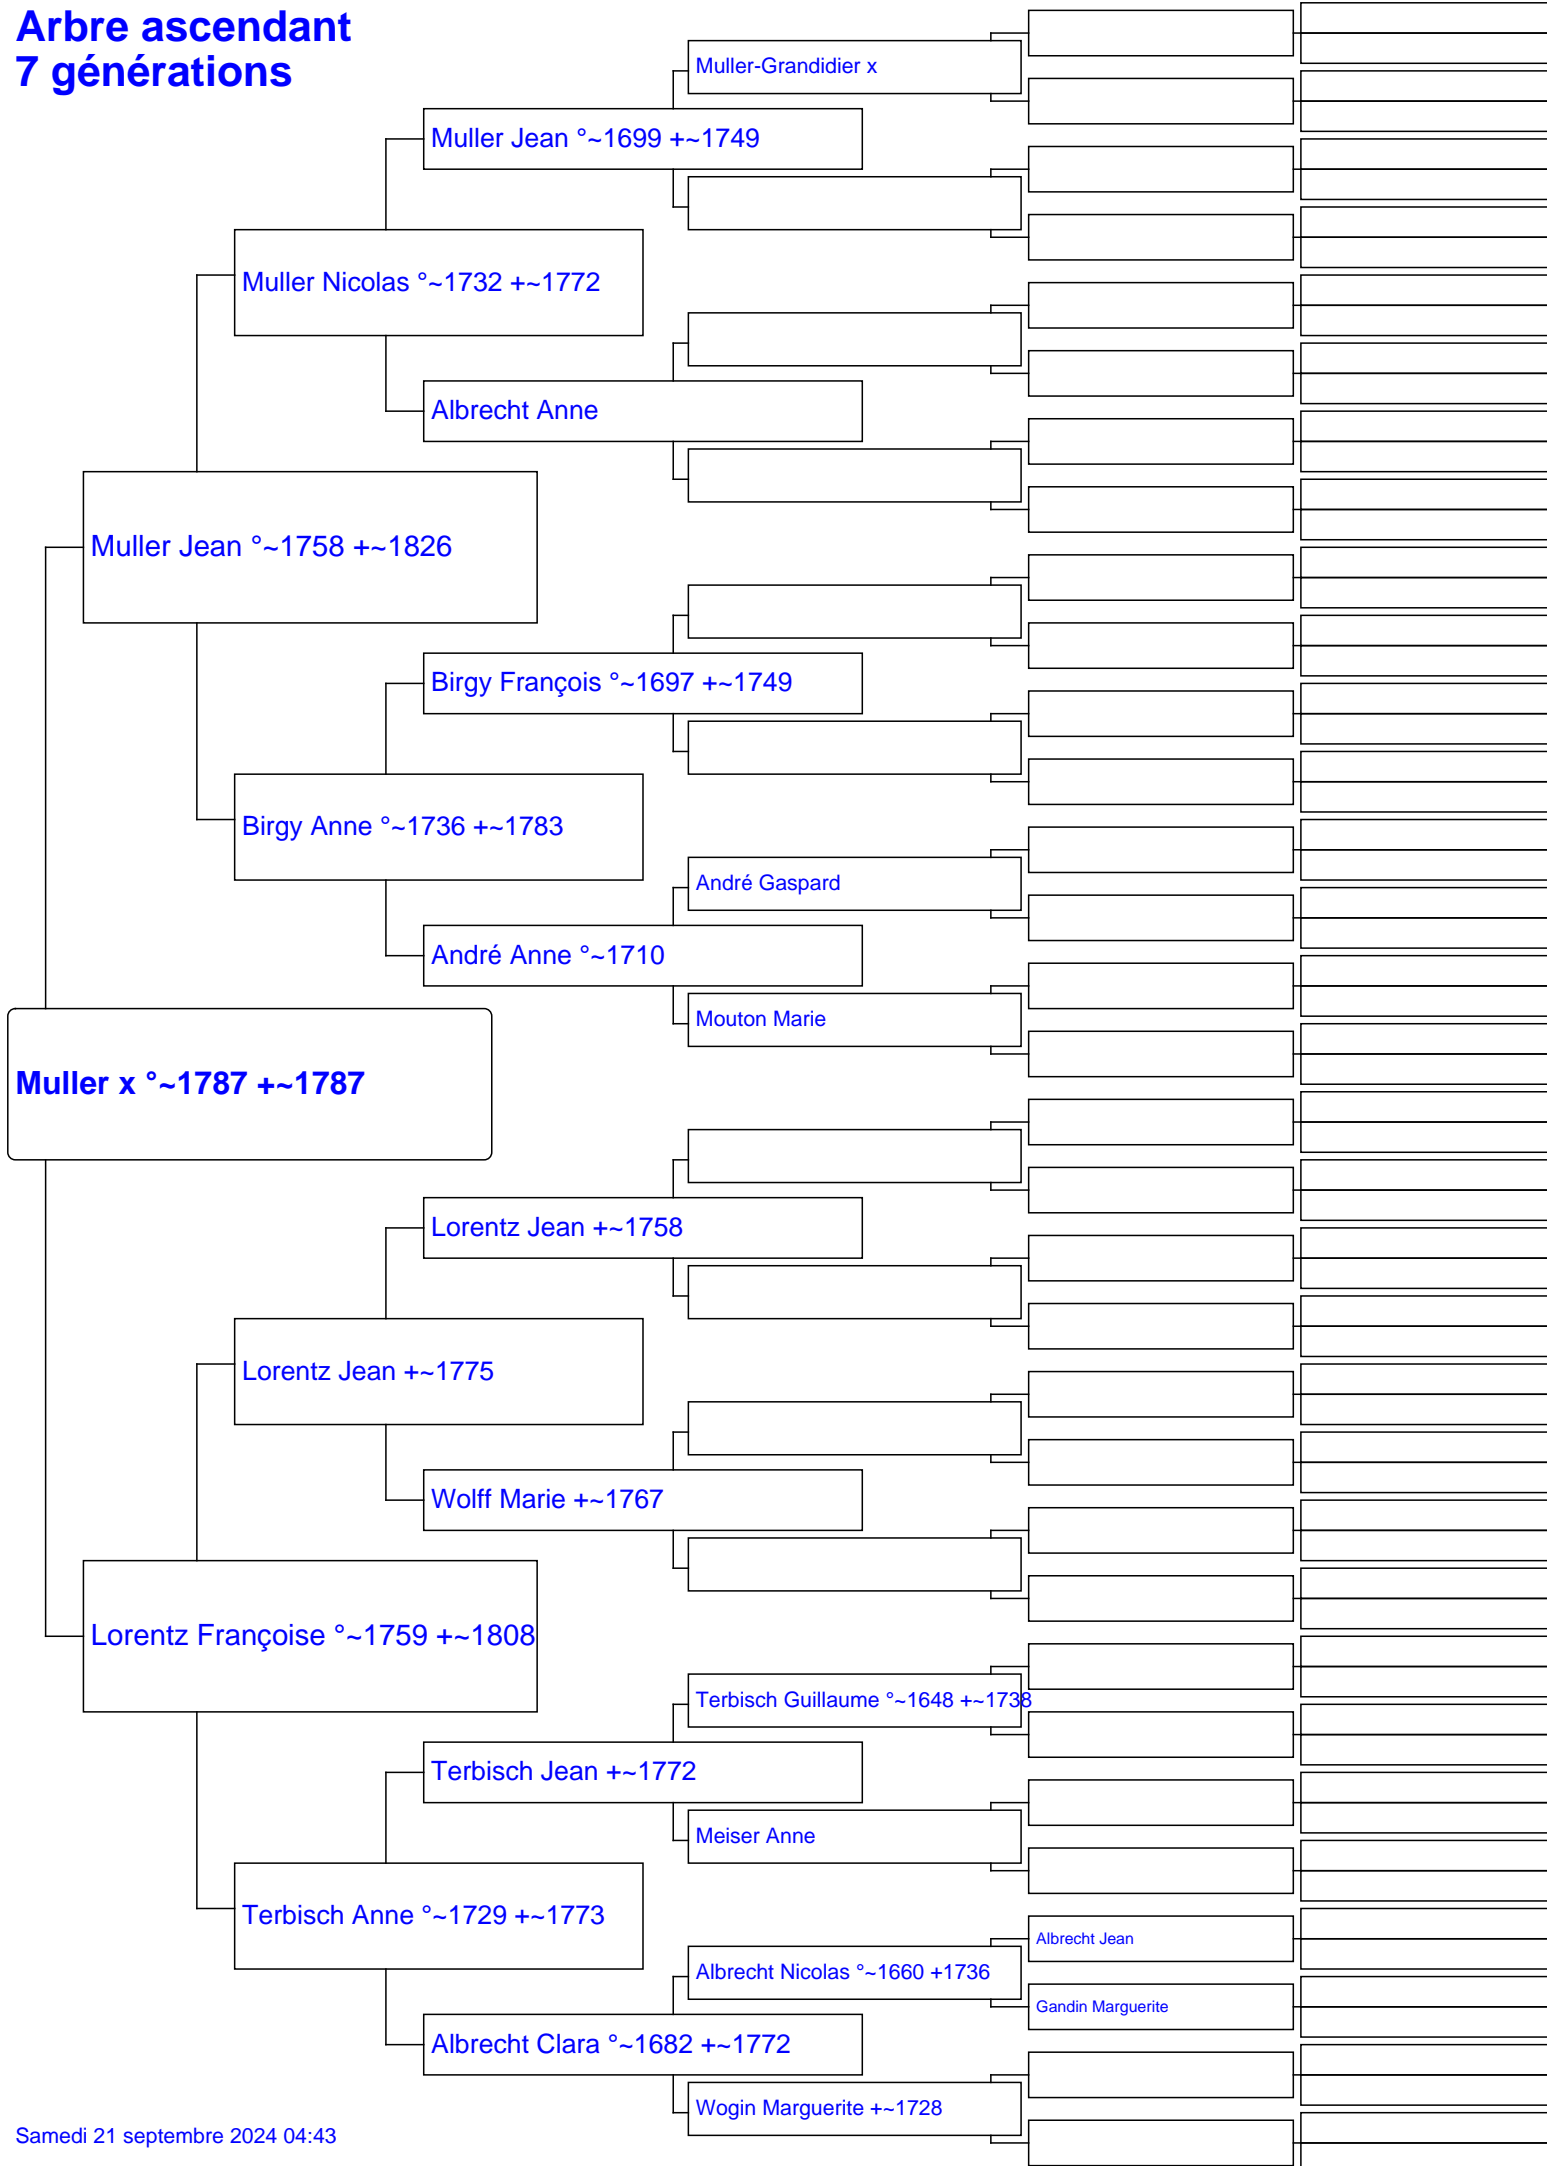 Arbre ascendant
7 générations
Muller-Grandidier x
Muller Jean °~1699 +~1749
Muller Nicolas °~1732 +~1772
Albrecht Anne
Muller Jean °~1758 +~1826
Birgy François °~1697 +~1749
Birgy Anne °~1736 +~1783
André Gaspard
André Anne °~1710
Mouton Marie
Muller x °~1787 +~1787
Lorentz Jean +~1758
Lorentz Jean +~1775
Wolff Marie +~1767
Lorentz Françoise °~1759 +~1808
Terbisch Guillaume °~1648 +~1738
Terbisch Jean +~1772
Meiser Anne
Terbisch Anne °~1729 +~1773
Albrecht Jean
Albrecht Nicolas °~1660 +1736
Gandin Marguerite
Albrecht Clara °~1682 +~1772
Wogin Marguerite +~1728
Samedi 21 septembre 2024 04:43